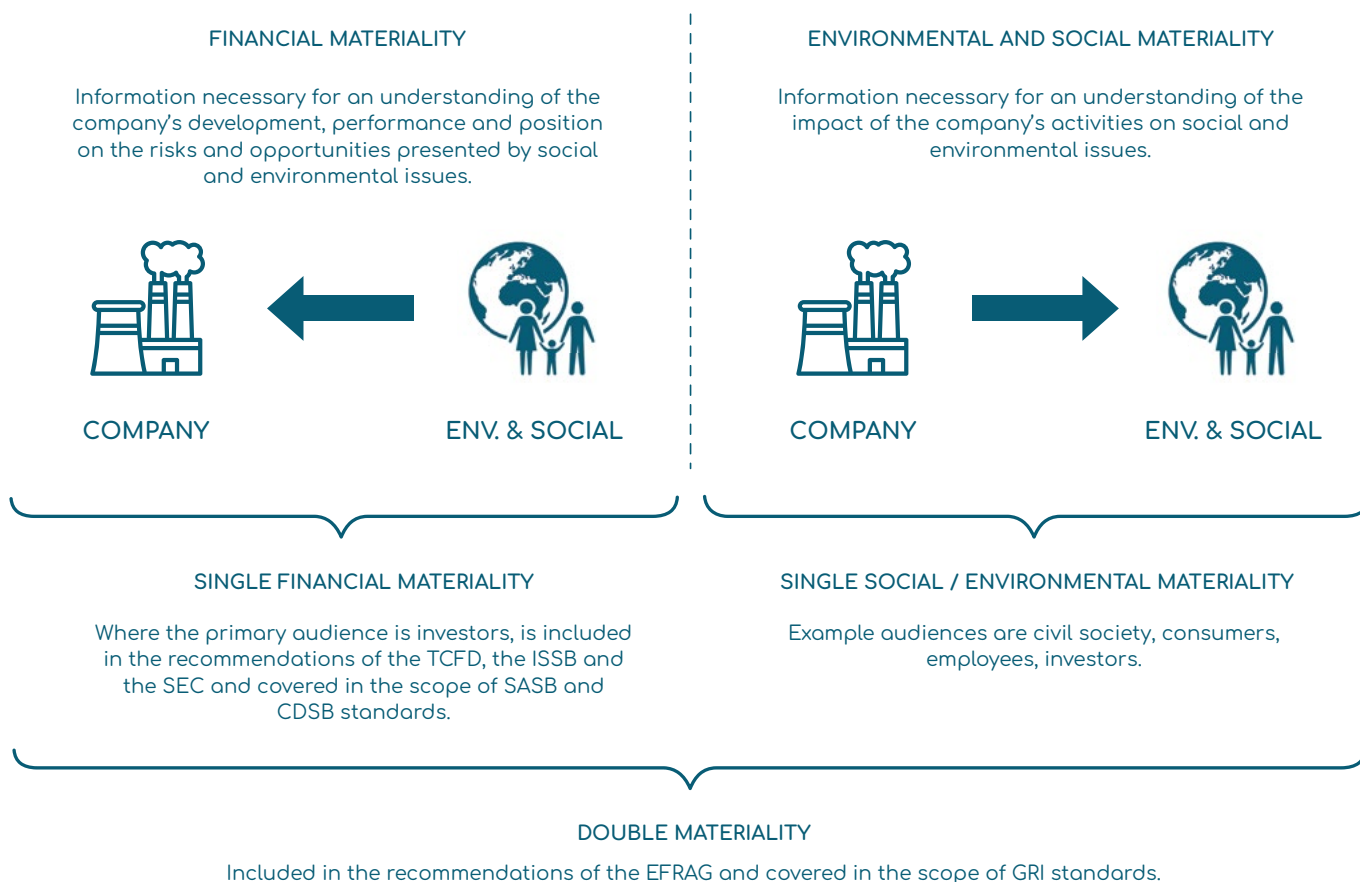 FINANCIAL MATERIALITY
Information necessary for an understanding of the
company's development, performance and position
on the risks and opportunities presented by social
and environmental issues.
COMPANY
ENV. & SOCIAL
ENVIRONMENTAL AND SOCIAL MATERIALITY
Information necessary for an understanding of the
impact of the company's activities on social and
environmental issues.
COMPANY
ENV. & SOCIAL
SINGLE FINANCIAL MATERIALITY
Where the primary audience is investors, is included
in the recommendations of the TCFD, the ISSB and
the SEC and covered in the scope of SASB and
CDSB standards.
SINGLE SOCIAL / ENVIRONMENTAL MATERIALITY
Example audiences are civil society, consumers,
employees, investors.
DOUBLE MATERIALITY
Included in the recommendations of the EFRAG and covered in the scope of GRI standards.